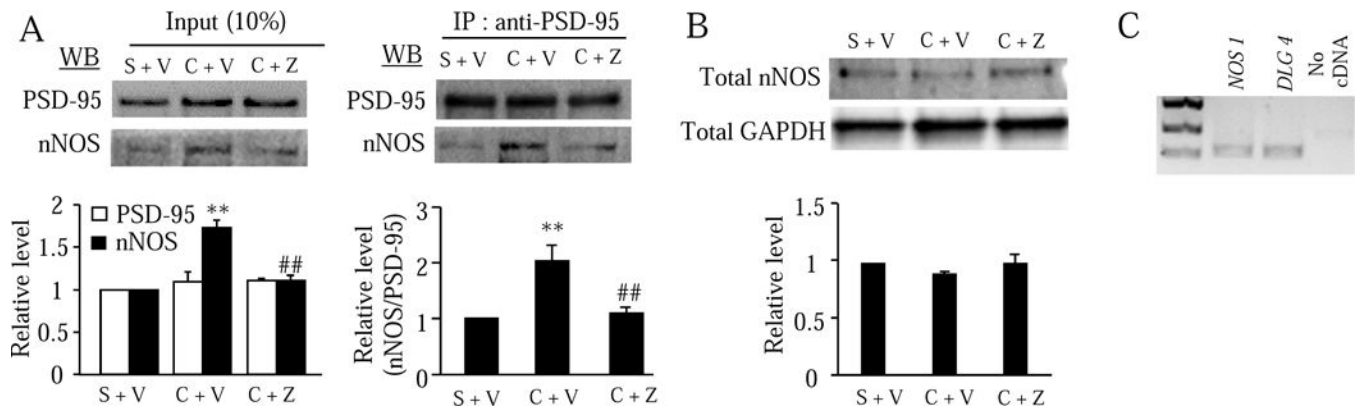 A
Input (10%)
WB S + V C + V C + Z
PSD-95
nNOS
IP : anti-PSD-95
WB S + V C + V C + Z
PSD-95
nNOS
Relative level
2
1.5
1
0.5
0
PSD-95
nNOS
**
##
S + V C + V C + Z
Relative level
(nNOS/PSD-95)
3
2
1
0
**
##
S + V C + V C + Z
B
S + V C + V C + Z
Total nNOS
Total GAPDH
Relative level
1.5
1
0.5
0
S + V C + V C + Z
C
NOS 1
DLG 4
No
cDNA